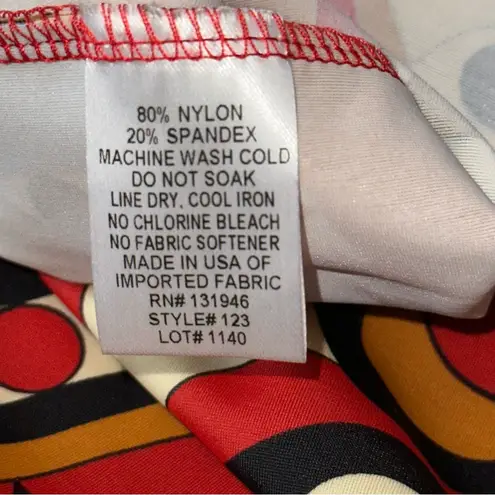 80% NYLON
20% SPANDEX
MACHINE WASH COLD
DO NOT SOAK
LINE DRY, COOL IRON
NO CHLORINE BLEACH
NO FABRIC SOFTENER
MADE IN USA OF
IMPORTED FABRIC
RN# 131946
STYLE# 123
LOT# 1140